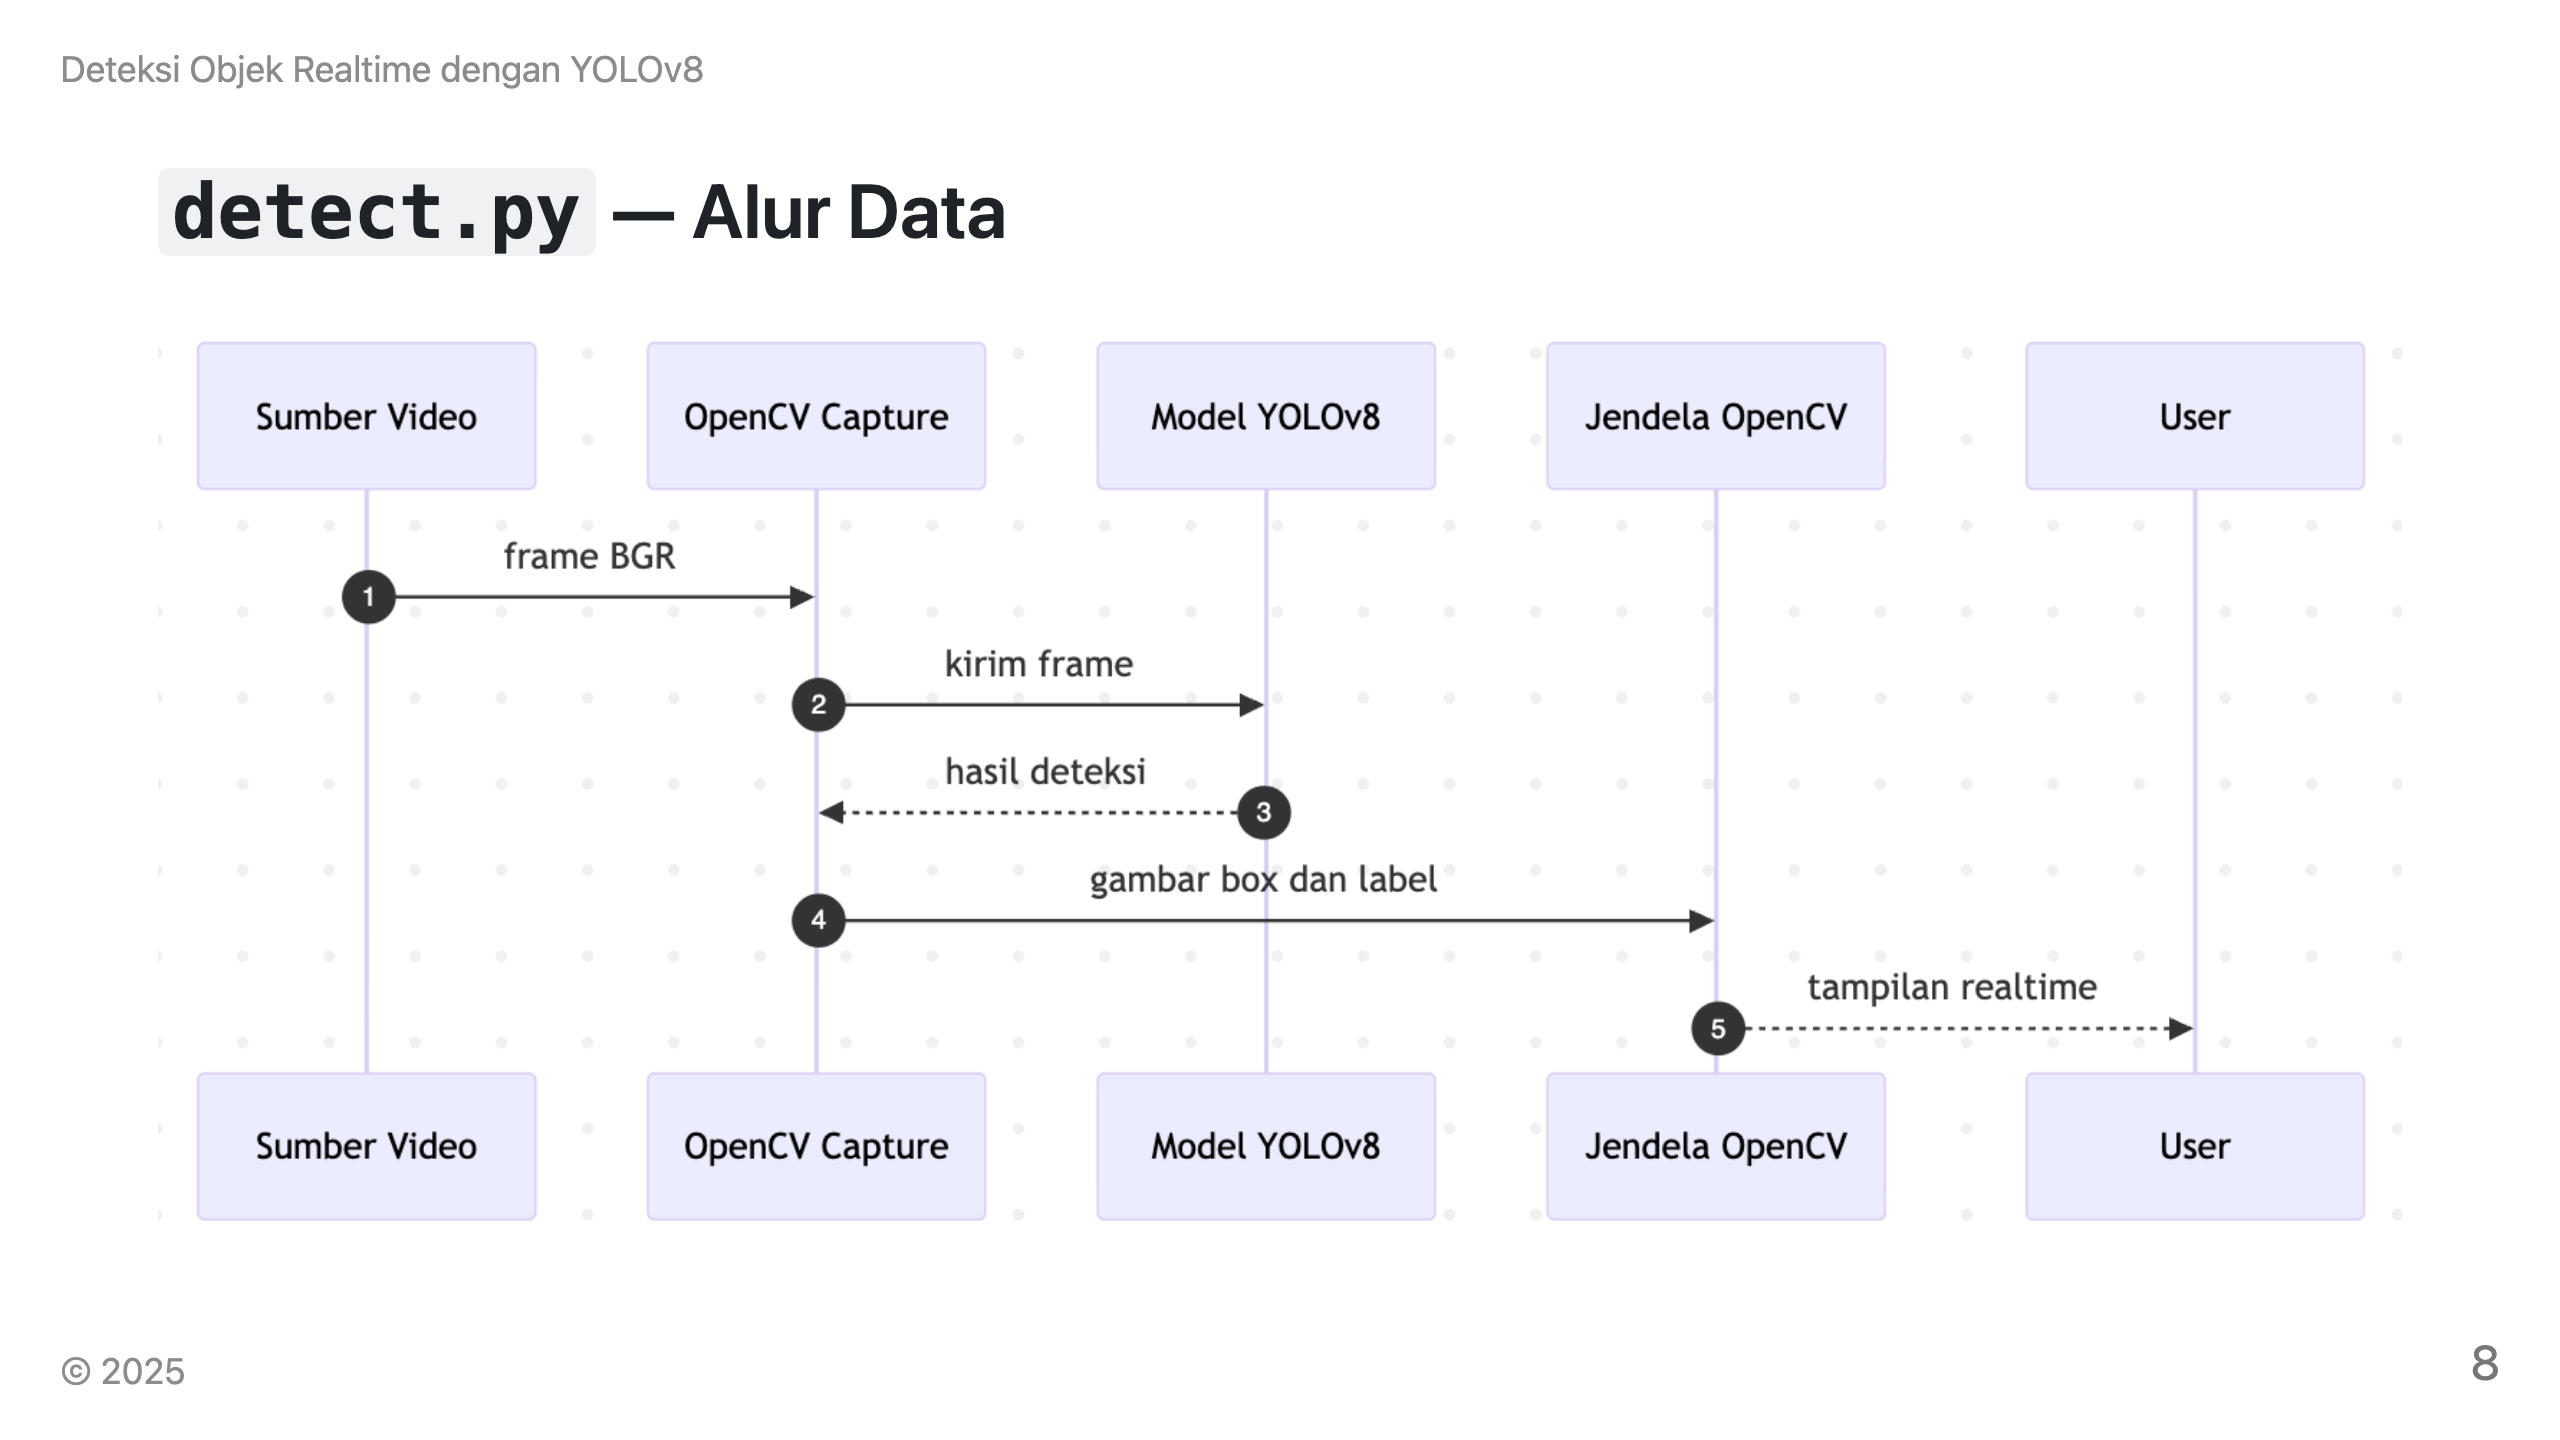 Deteksi Objek Realtime dengan YOLOv8
detect.py — Alur Data
Sumber Video
OpenCV Capture
Model YOLOv8
Jendela OpenCV
User
frame BGR
1
kirim frame
2
hasil deteksi
3
gambar box dan label
4
tampilan realtime
5
Sumber Video
OpenCV Capture
Model YOLOv8
Jendela OpenCV
User
© 2025
8